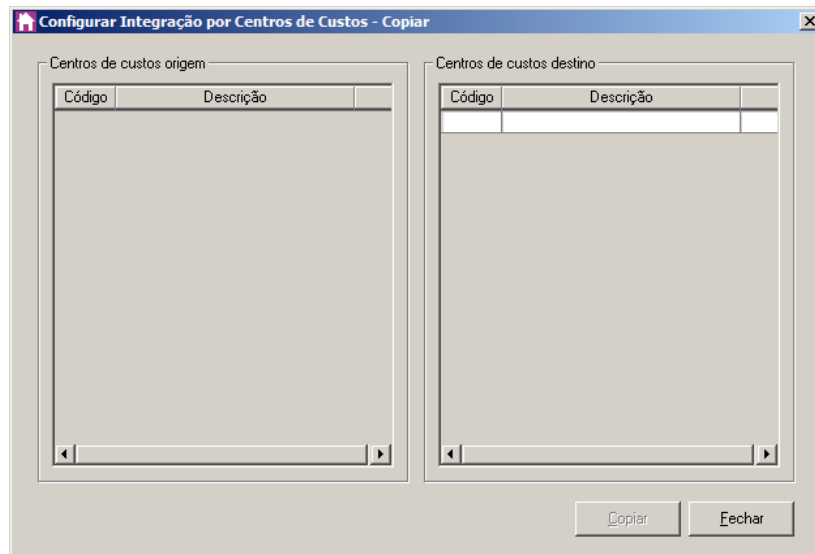 Configurar Integração por Centros de Custos - Copiar
Centros de custos origem
Código Descrição
Centros de custos destino
Código Descrição
Copiar Fechar